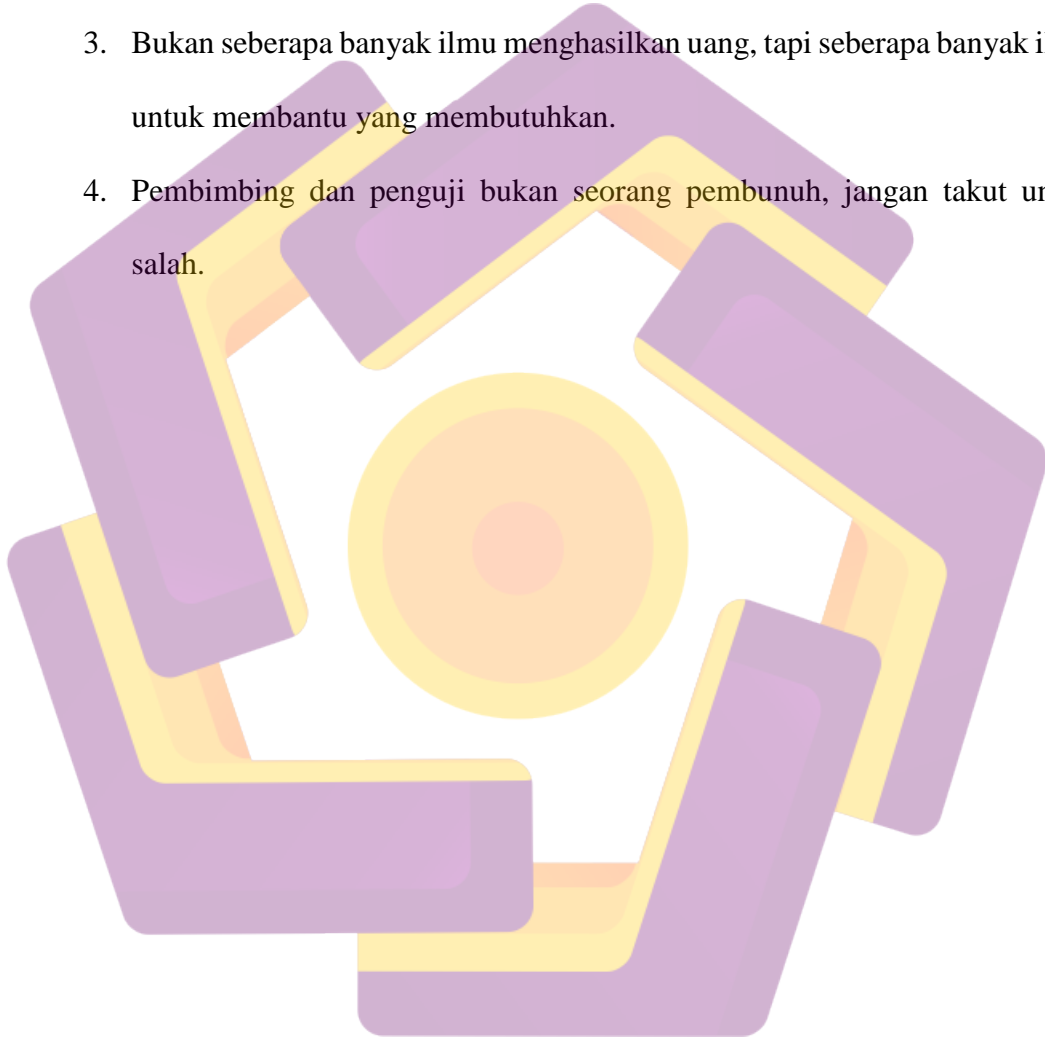 3. Bukan seberapa banyak ilmu menghasilkan uang, tapi seberapa banyak
untuk membantu yang membutuhkan.
4. Pembimbing dan penguji bukan seorang pembunuh, jangan takut
salah.